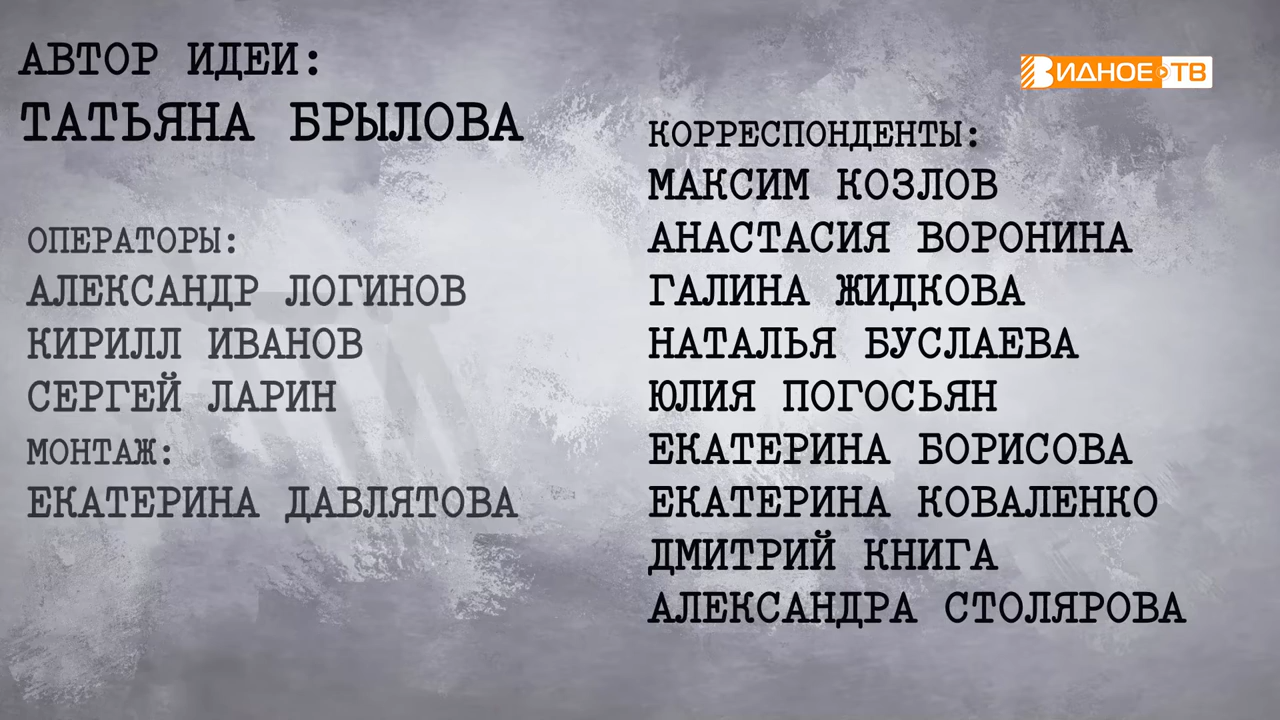 АВТОР ИДЕИ:
ТАТЬЯНА БРЫЛОВА
ОПЕРАТОРЫ:
АЛЕКСАНДР ЛОГИНОВ
КИРИЛЛ ИВАНОВ
СЕРГЕЙ ЛАРИН
МОНТАЖ:
ЕКАТЕРИНА ДАВЛЯТОВА
ВИДНОЕ ТВ
КОРРЕСПОНДЕНТЫ:
МАКСИМ КОЗЛОВ
АНАСТАСИЯ ВОРОНИНА
ГАЛИНА ЖИДКОВА
НАТАЛЬЯ БУСЛАЕВА
ЮЛИЯ ПОГОСЬЯН
ЕКАТЕРИНА БОРИСОВА
ЕКАТЕРИНА КОВАЛЕНКО
ДМИТРИЙ КНИГА
АЛЕКСАНДРА СТОЛЯРОВА